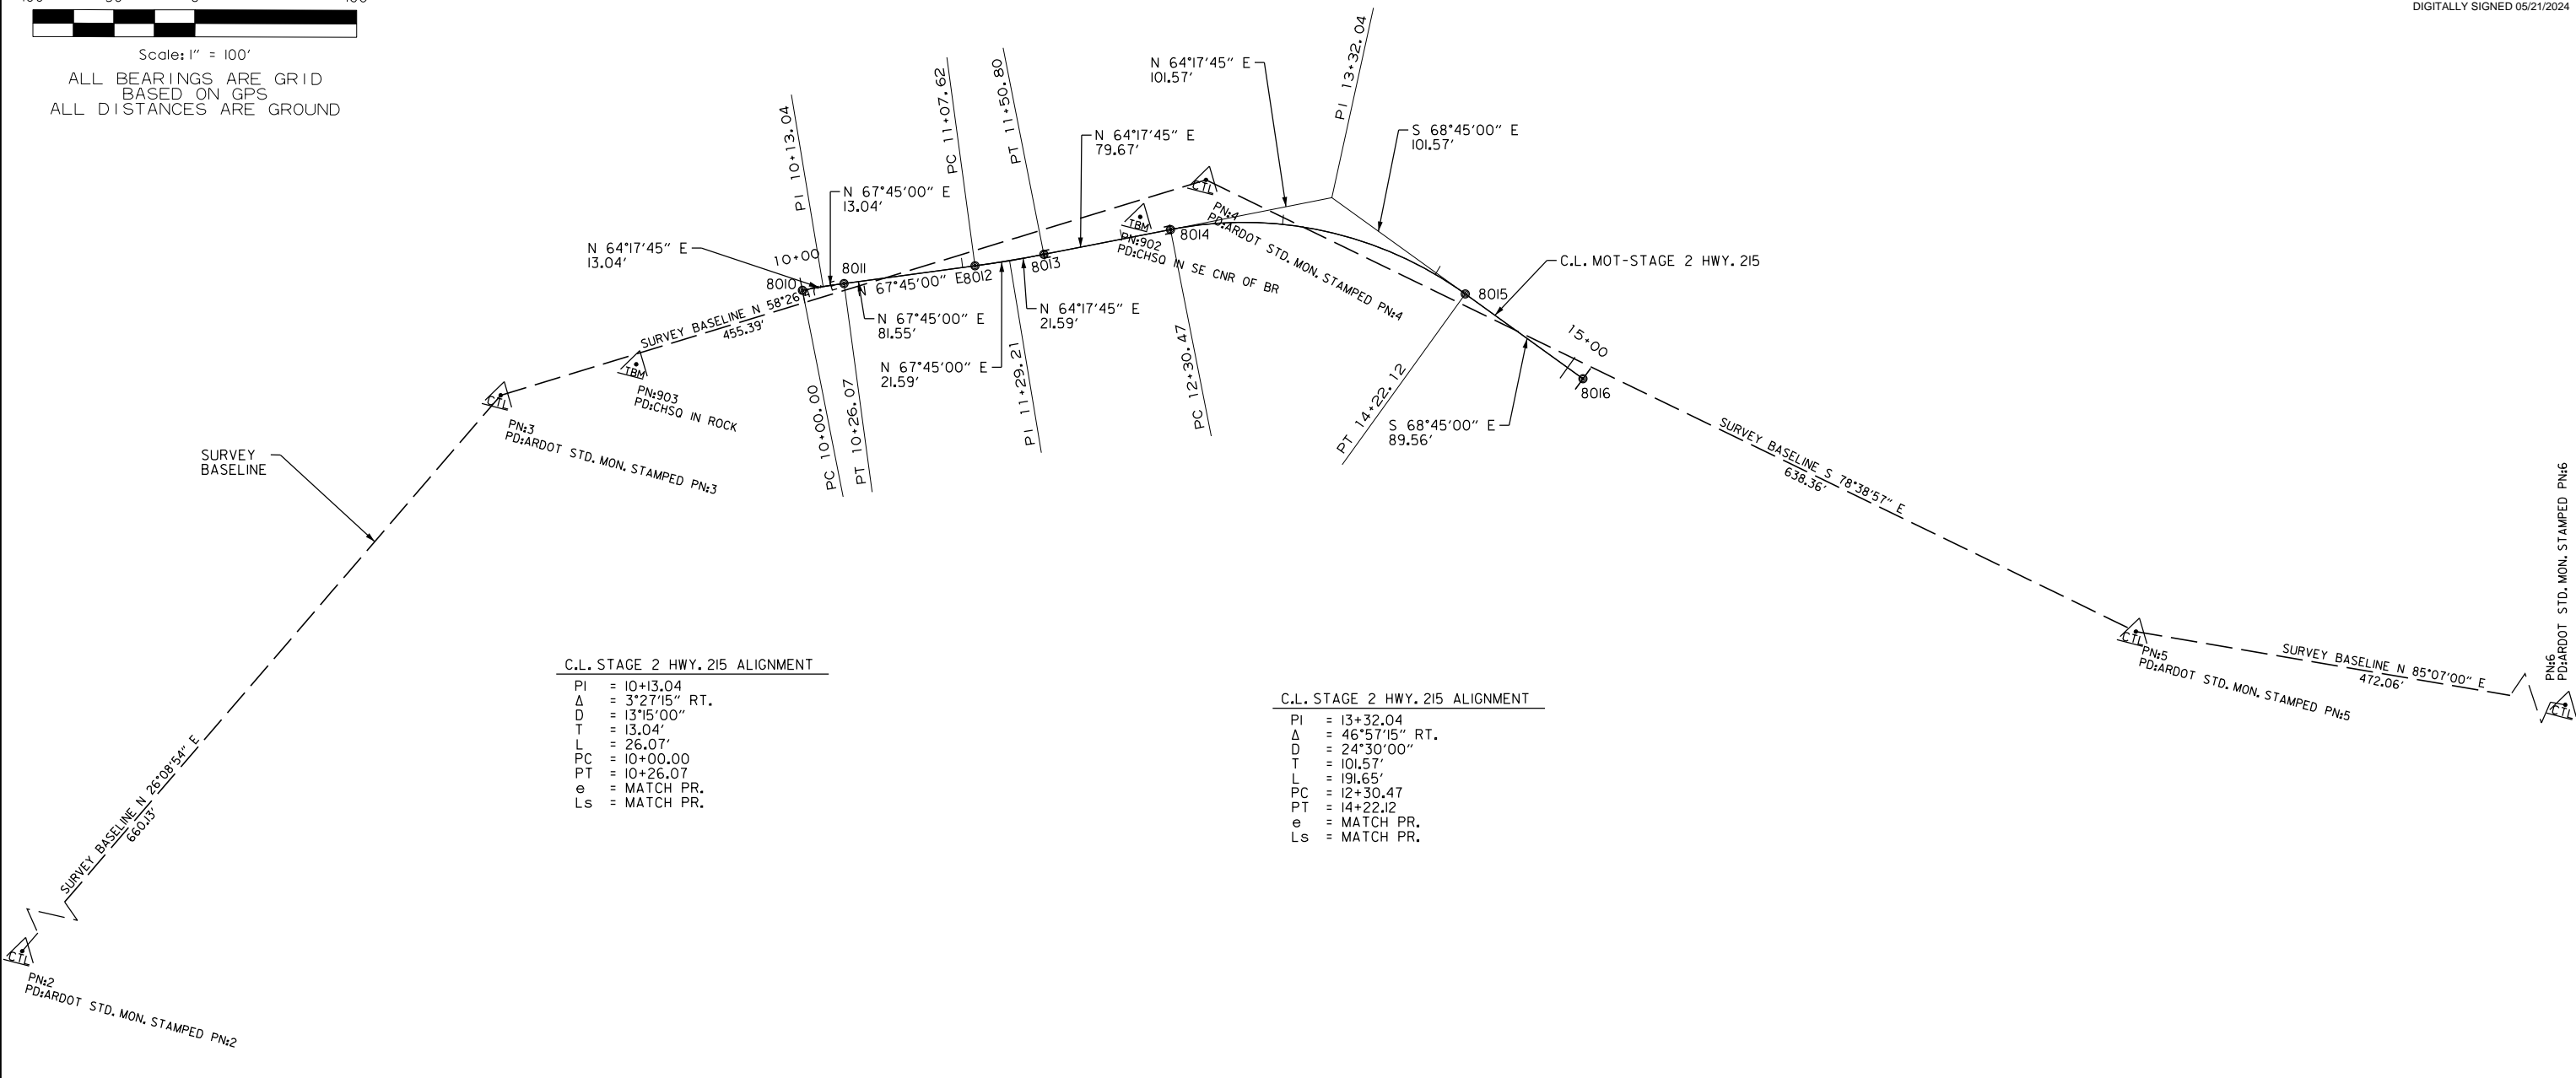 DIGITALLY SIGNED 05/21/2024
Scale: 1" = 100'
ALL BEARINGS ARE GRID
BASED ON GPS
ALL DISTANCES ARE GROUND
PI 10+13.04
PC 11+07.62
PT 11+50.80
N 64°17'45" E
101.57'
PI 13+32.04
S 68°45'00" E
101.57'
N 64°17'45" E
79.67'
N 67°45'00" E
13.04'
N 64°17'45" E
13.04'
10+00
8010
8011
N 67°45'00" E
8012
8013
8014
8015
8016
15+00
CTL
PN:4
PD:ARDOT STD. MON. STAMPED PN:4
TBM
PN:902
PD:CHSQ IN SE CNR OF BR
C.L. MOT-STAGE 2 HWY. 215
SURVEY BASELINE N 58°26'47" E
455.39'
N 67°45'00" E
81.55'
N 67°45'00" E
21.59'
N 64°17'45" E
21.59'
PC 10+00.00
PT 10+26.07
PI 11+29.21
PC 12+30.47
PT 14+22.12
S 68°45'00" E
89.56'
TBM
PN:903
PD:CHSQ IN ROCK
CTL
PN:3
PD:ARDOT STD. MON. STAMPED PN:3
SURVEY
BASELINE
SURVEY BASELINE S 78°38'57" E
638.36'
CTL
PN:5
PD:ARDOT STD. MON. STAMPED PN:5
SURVEY BASELINE N 85°07'00" E
472.06'
PN:6
PD:ARDOT STD. MON. STAMPED PN:6
CTL
SURVEY BASELINE N 26°08'54" E
660.13'
CTL
PN:2
PD:ARDOT STD. MON. STAMPED PN:2
C.L. STAGE 2 HWY. 215 ALIGNMENT
PI = 10+13.04
Δ = 3°27'15" RT.
D = 13°15'00"
T = 13.04'
L = 26.07'
PC = 10+00.00
PT = 10+26.07
e = MATCH PR.
Ls = MATCH PR.
C.L. STAGE 2 HWY. 215 ALIGNMENT
PI = 13+32.04
Δ = 46°57'15" RT.
D = 24°30'00"
T = 101.57'
L = 191.65'
PC = 12+30.47
PT = 14+22.12
e = MATCH PR.
Ls = MATCH PR.